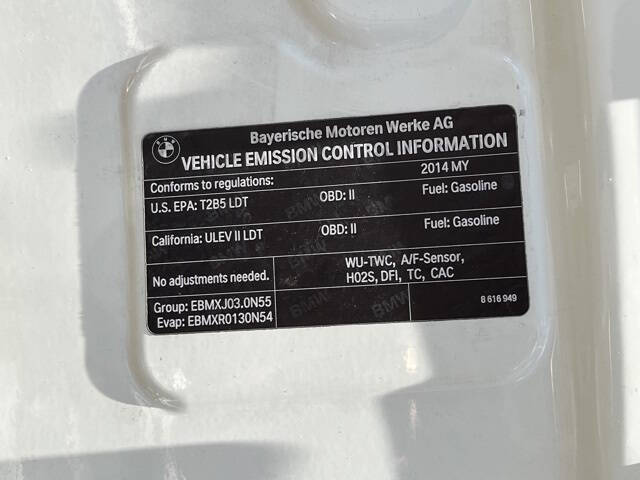 Bayerische Motoren Werke AG
VEHICLE EMISSION CONTROL INFORMATION
Conforms to regulations: 2014 MY
U.S. EPA: T2B5 LDT OBD: II Fuel: Gasoline
California: ULEV II LDT OBD: II Fuel: Gasoline
No adjustments needed.
WU-TWC, A/F-Sensor,
HO2S, DFI, TC, CAC
Group: EBMXJ03.0N55
Evap: EBMXR0130N54
8 616 949